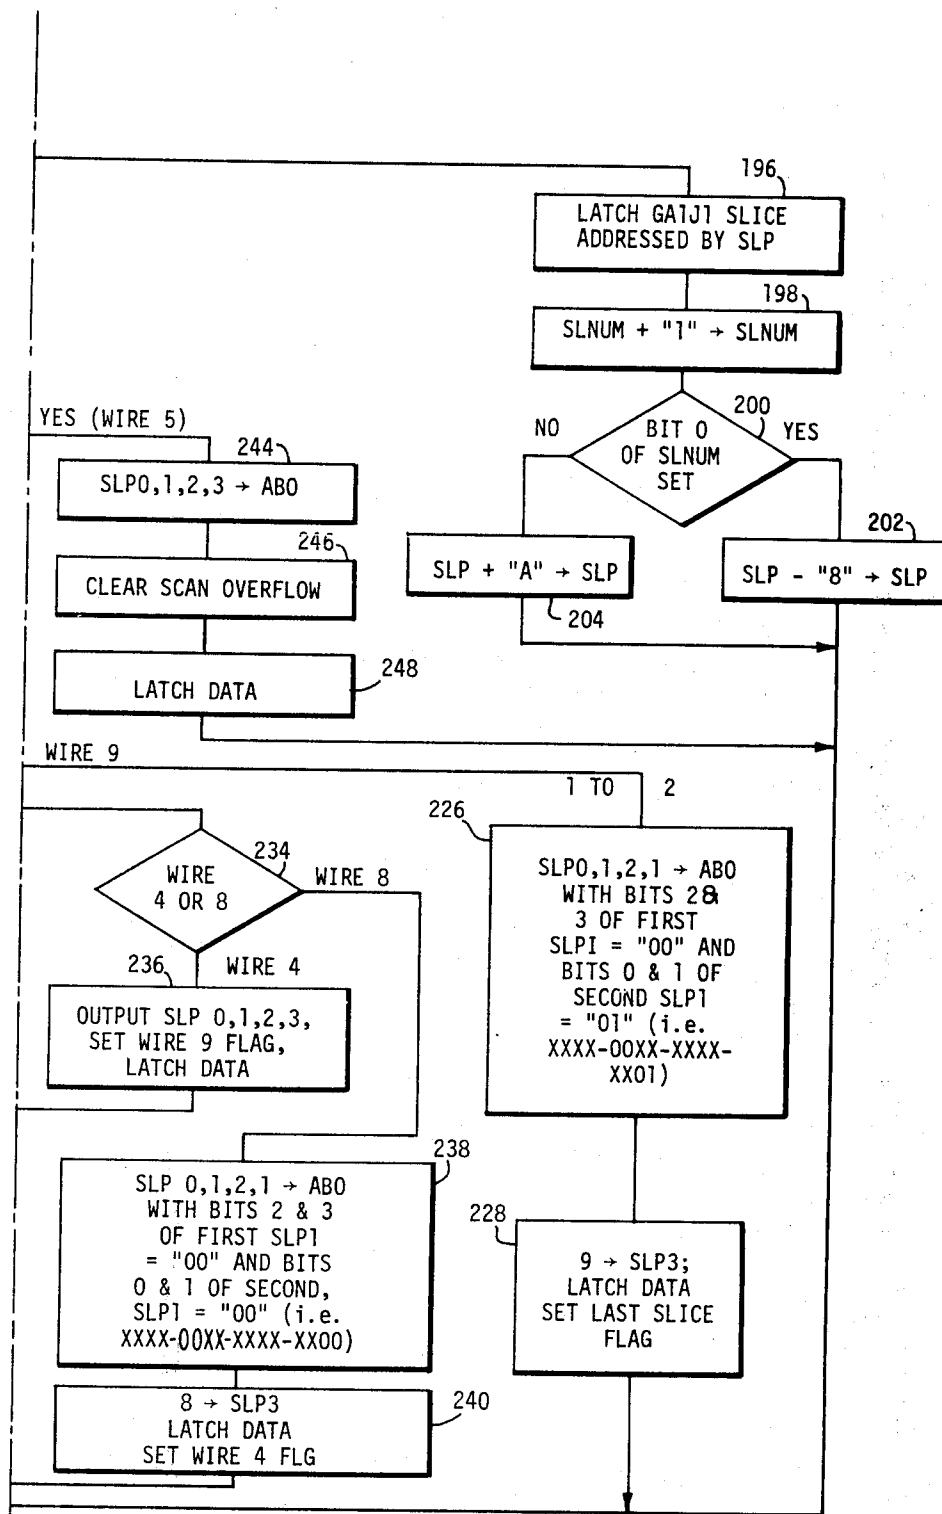 196
LATCH GAIJI SLICE
ADDRESSED BY SLP
198
SLNUM + "1" → SLNUM
200
NO
BIT 0
OF SLNUM
SET
YES
202
SLP + "A" → SLP
204
SLP - "8" → SLP
YES (WIRE 5)
244
SLP0,1,2,3 → ABO
246
CLEAR SCAN OVERFLOW
LATCH DATA
248
WIRE 9
1 TO 2
226
SLP0,1,2,1 → ABO
WITH BITS 2&
3 OF FIRST
SLPI = "00" AND
BITS 0 & 1 OF
SECOND SLP1
= "01" (i.e.
XXXX-00XX-XXXX-
XX01)
234
WIRE
4 OR 8
WIRE 8
236
WIRE 4
OUTPUT SLP 0,1,2,3,
SET WIRE 9 FLAG,
LATCH DATA
238
SLP 0,1,2,1 → ABO
WITH BITS 2 & 3
OF FIRST SLP1
= "00" AND BITS
0 & 1 OF SECOND,
SLP1 = "00" (i.e.
XXXX-00XX-XXXX-XX00)
228
9 → SLP3;
LATCH DATA
SET LAST SLICE
FLAG
8 → SLP3
LATCH DATA
SET WIRE 4 FLG
240